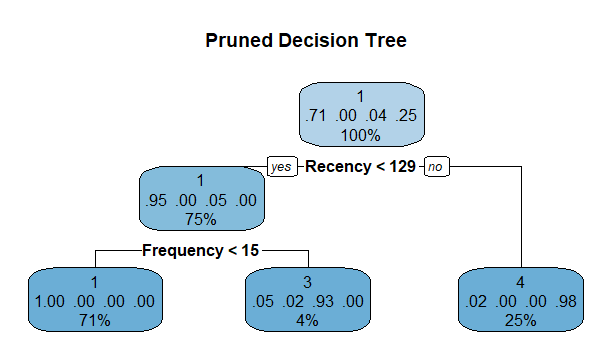 Pruned Decision Tree
1
.71 .00 .04 .25
100%
yes Recency < 129 no
1
.95 .00 .05 .00
75%
Frequency < 15
1
1.00 .00 .00 .00
71%
3
.05 .02 .93 .00
4%
4
.02 .00 .00 .98
25%